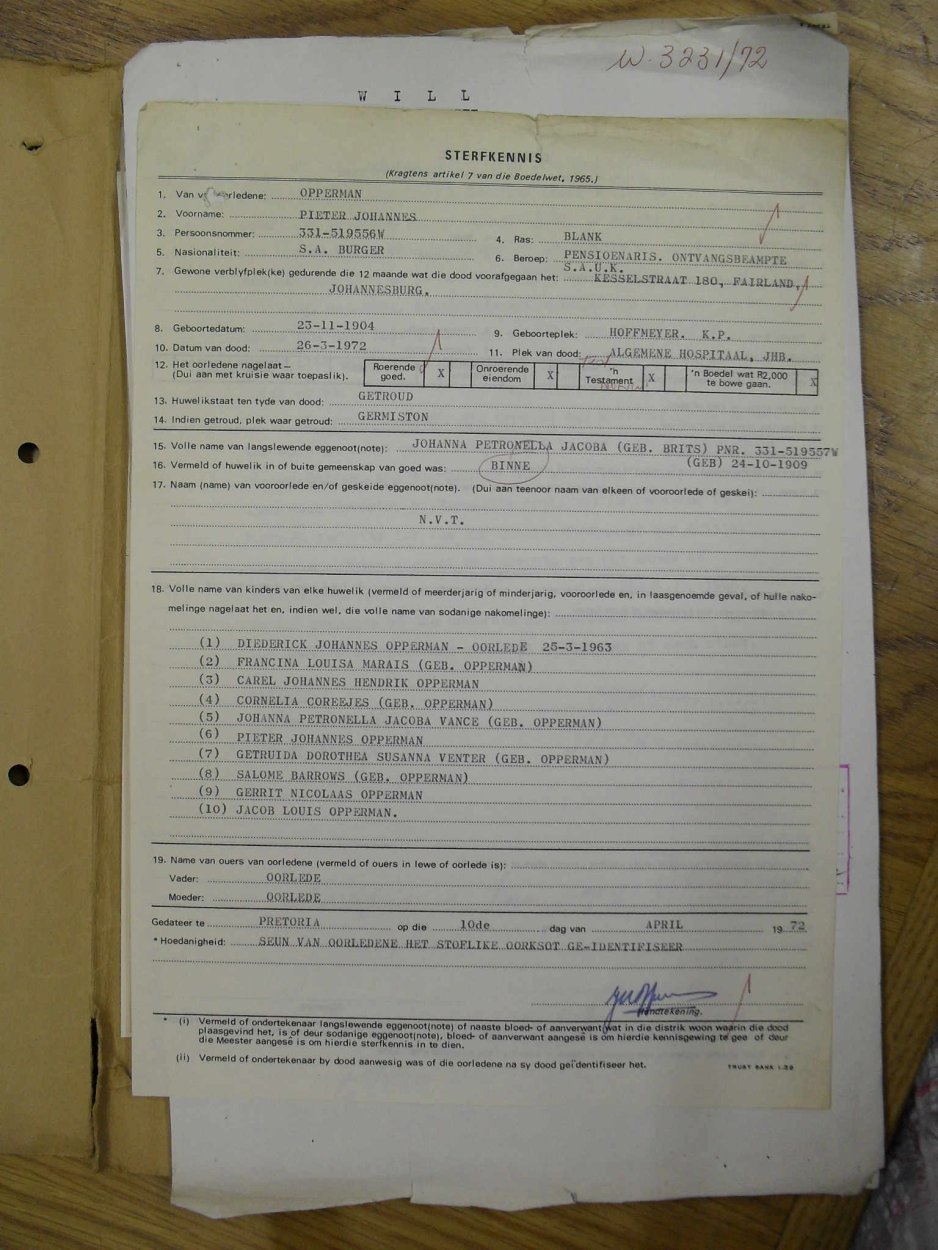 W. 3231/72
W I L L
STERFKENNIS
(Kragtens artikel 7 van die Boedelwet, 1965.)
1. Van v rledene: OPPERMAN
2. Voorname: PIETER JOHANNES
3. Persoonsnommer: 331-519556W 4. Ras: BLANK
5. Nasionaliteit: S.A. BURGER 6. Beroep: PENSIOENARIS. ONTVANGSBEAMPTE
S.A.U.K.
7. Gewone verblyfplek(ke) gedurende die 12 maande wat die dood voorafgegaan het: KESSELSTRAAT 180, FAIRLAND,
JOHANNESBURG.
8. Geboortedatum: 23-11-1904 9. Geboorteplek: HOFFMEYER. K.P.
10. Datum van dood: 26-3-1972 11. Plek van dood: ALGEMENE HOSPITAAL, JHB.
12. Het oorledene nagelaat— (Dui aan met kruisie waar toepaslik). Roerende goed. X Onroerende eiendom X 'n Testament X 'n Boedel wat R2,000 te bowe gaan. X
13. Huwelikstaat ten tyde van dood: GETROUD
14. Indien getroud, plek waar getroud: GERMISTON
15. Volle name van langslewende eggenoot(note): JOHANNA PETRONELLA JACOBA (GEB. BRITS) PNR. 331-519557W
16. Vermeld of huwelik in of buite gemeenskap van goed was: BINNE (GEB) 24-10-1909
17. Naam (name) van vooroorlede en/of geskeide eggenoot(note). (Dui aan teenoor naam van elkeen of vooroorlede of geskei):
N.V.T.
18. Volle name van kinders van elke huwelik (vermeld of meerderjarig of minderjarig, vooroorlede en, in laasgenoemde geval, of hulle nako-
melinge nagelaat het en, indien wel, die volle name van sodanige nakomelinge):
(1) DIEDERICK JOHANNES OPPERMAN - OORLEDE 25-3-1963
(2) FRANCINA LOUISA MARAIS (GEB. OPPERMAN)
(3) CAREL JOHANNES HENDRIK OPPERMAN
(4) CORNELIA COREEJES (GEB. OPPERMAN)
(5) JOHANNA PETRONELLA JACOBA VANCE (GEB. OPPERMAN)
(6) PIETER JOHANNES OPPERMAN
(7) GETRUIDA DOROTHEA SUSANNA VENTER (GEB. OPPERMAN)
(8) SALOME BARROWS (GEB. OPPERMAN)
(9) GERRIT NICOLAAS OPPERMAN
(10) JACOB LOUIS OPPERMAN.
19. Name van ouers van oorledene (vermeld of ouers in lewe of oorlede is):
Vader: OORLEDE
Moeder: OORLEDE
Gedateer te PRETORIA op die 10de dag van APRIL 19 72
* Hoedanigheid: SEUN VAN OORLEDENE HET STOFLIKE OORKSOT GE-IDENTIFISEER
Handtekening.
* (i) Vermeld of ondertekenaar langslewende eggenoot(note) of naaste bloed- of aanverwant wat in die distrik woon waarin die dood
plaasgevind het, is of deur sodanige eggenoot(note), bloed- of aanverwant aangesê is om hierdie kennisgewing te gee of deur
die Meester aangesê is om hierdie sterfkennis in te dien.
(ii) Vermeld of ondertekenaar by dood aanwesig was of die oorledene na sy dood geïdentifiseer het.
TRUST BANK 1.39